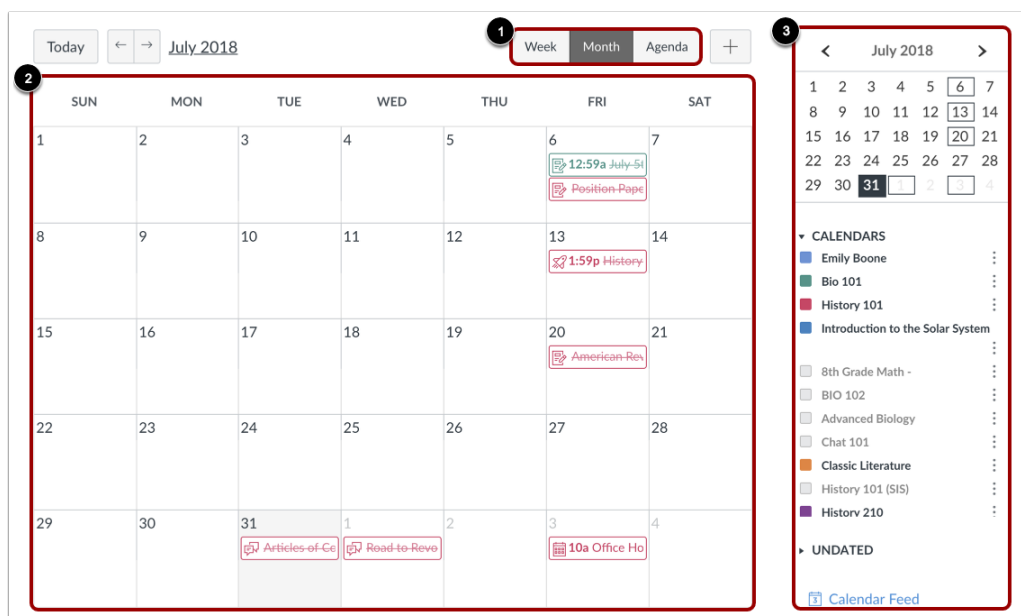 1
3
Today ← → July 2018 Week Month Agenda +
2
SUN MON TUE WED THU FRI SAT
1 2 3 4 5 6 7
12:59a July 5t
Position Pape
8 9 10 11 12 13 14
1:59p History
15 16 17 18 19 20 21
American Rev
22 23 24 25 26 27 28
29 30 31 1 2 3 4
Articles of Co Road to Revo 10a Office Ho
July 2018
1 2 3 4 5 6 7
8 9 10 11 12 13 14
15 16 17 18 19 20 21
22 23 24 25 26 27 28
29 30 31 1 2 3 4
CALENDARS
Emily Boone
Bio 101
History 101
Introduction to the Solar System
8th Grade Math -
BIO 102
Advanced Biology
Chat 101
Classic Literature
History 101 (SIS)
History 210
UNDATED
Calendar Feed